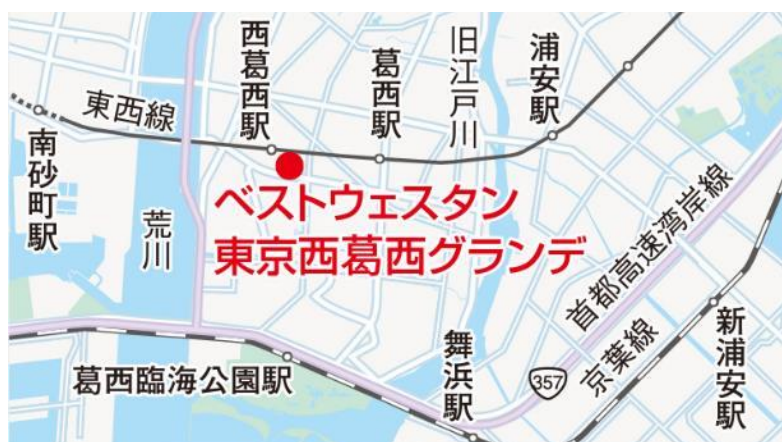 西葛西駅
葛西駅
旧江戸川
浦安駅
東西線
南砂町駅
荒川
ベストウェスタン
東京西葛西グランデ
首都高速湾岸線
葛西臨海公園駅
舞浜駅
357
京葉線
新浦安駅